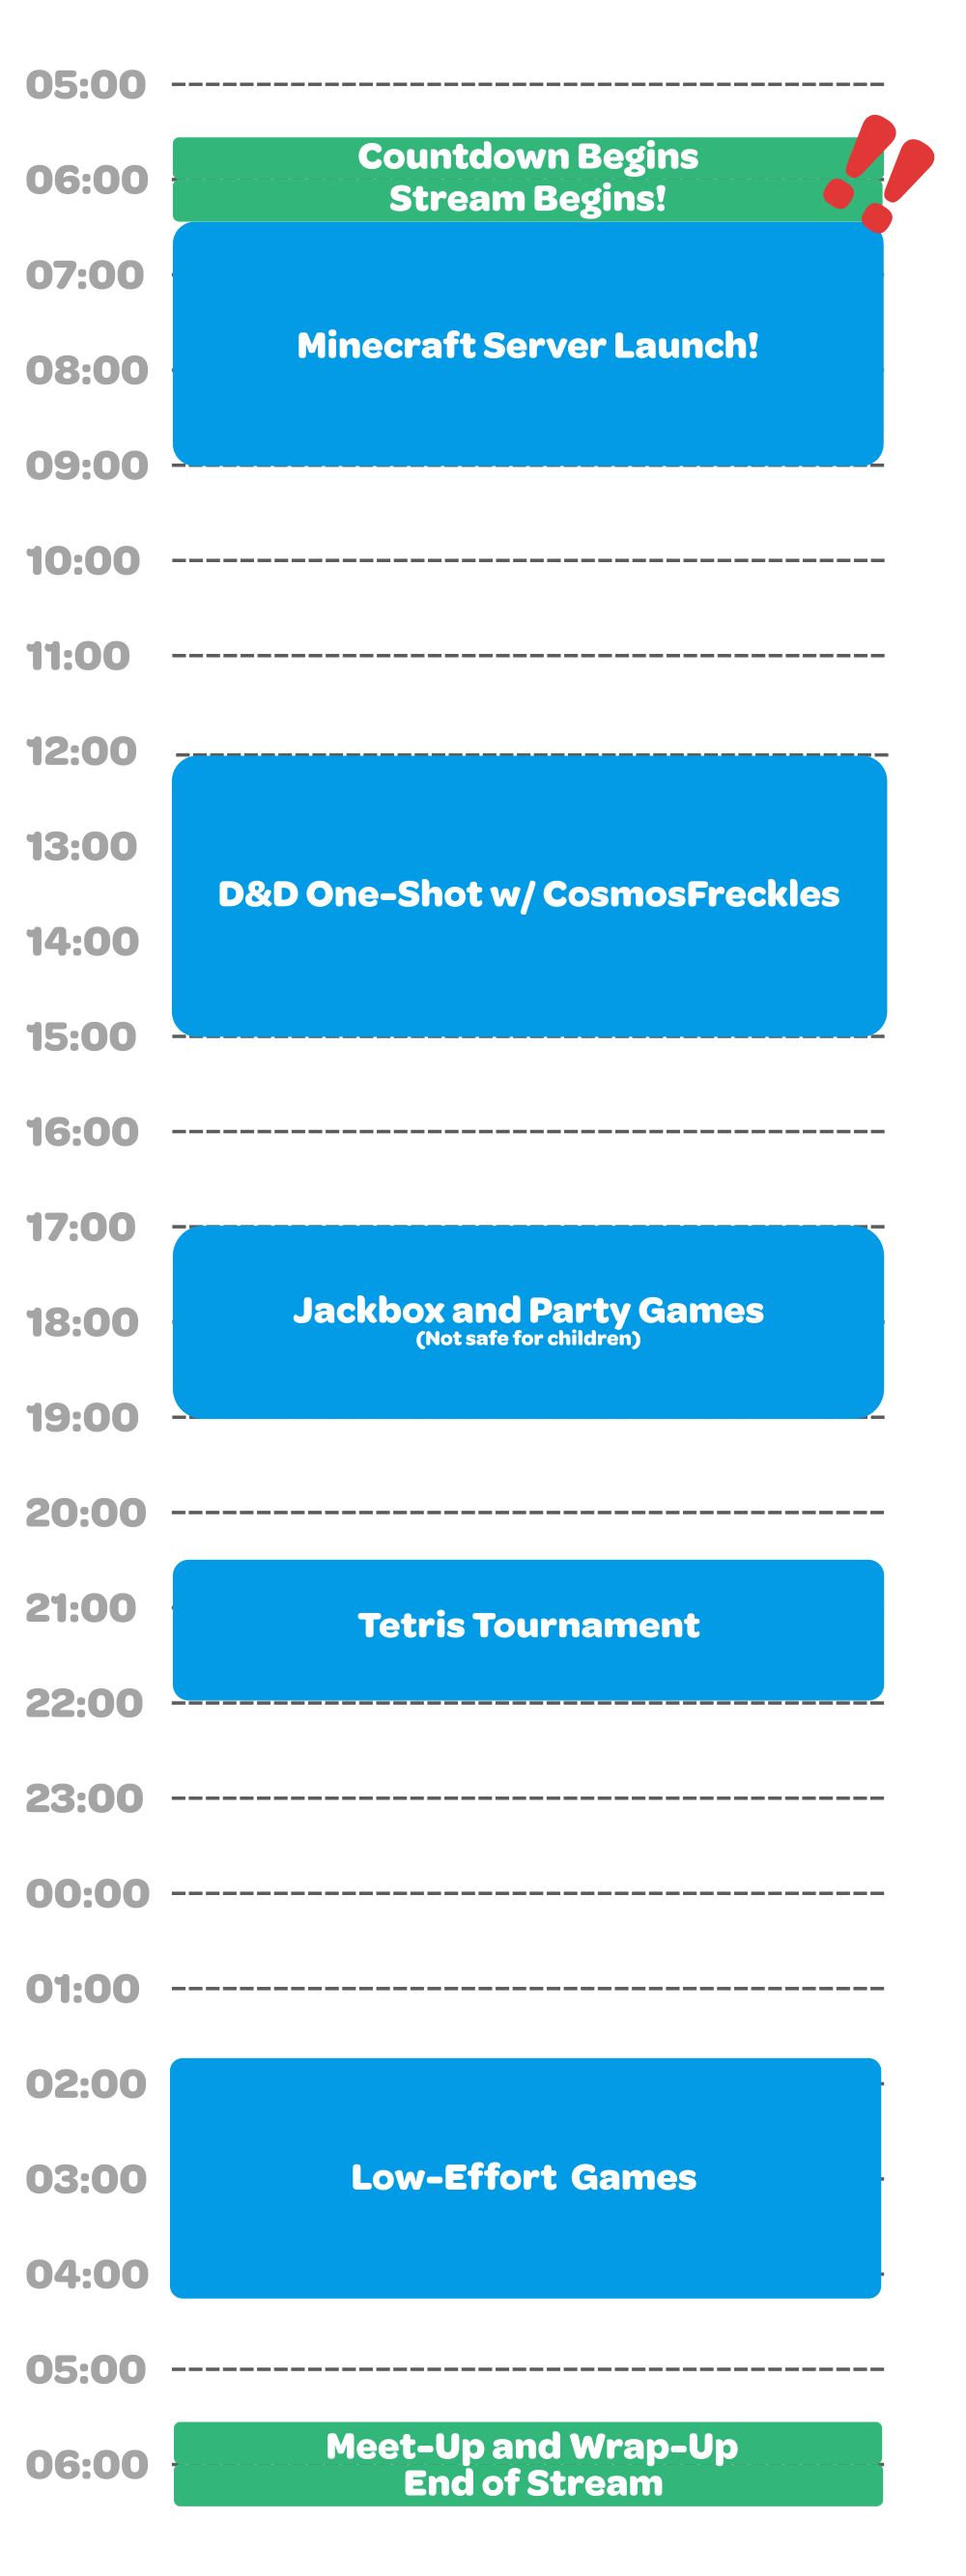 05:00
Countdown Begins
06:00
Stream Begins!
07:00
Minecraft Server Launch!
08:00
09:00
10:00
11:00
12:00
13:00
D&D One-Shot w/ CosmosFreckles
14:00
15:00
16:00
17:00
Jackbox and Party Games
18:00
(Not safe for children)
19:00
20:00
21:00
Tetris Tournament
22:00
23:00
00:00
01:00
02:00
03:00
Low-Effort Games
04:00
05:00
Meet-Up and Wrap-Up
06:00
End of Stream